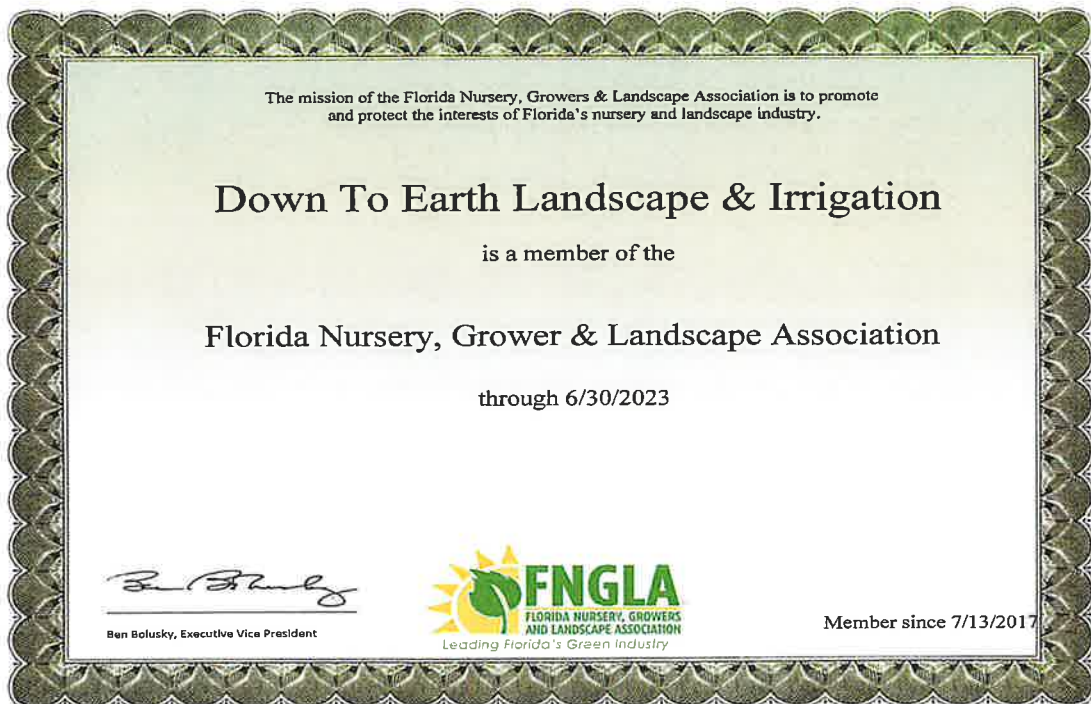 The mission of the Florida Nursery, Growers & Landscape Association is to promote
and protect the interests of Florida's nursery and landscape industry.
Down To Earth Landscape & Irrigation
is a member of the
Florida Nursery, Grower & Landscape Association
through 6/30/2023
Ben Bolusky, Executive Vice President
FNGLA
FLORIDA NURSERY, GROWERS
AND LANDSCAPE ASSOCIATION
Leading Florida's Green Industry
Member since 7/13/2017